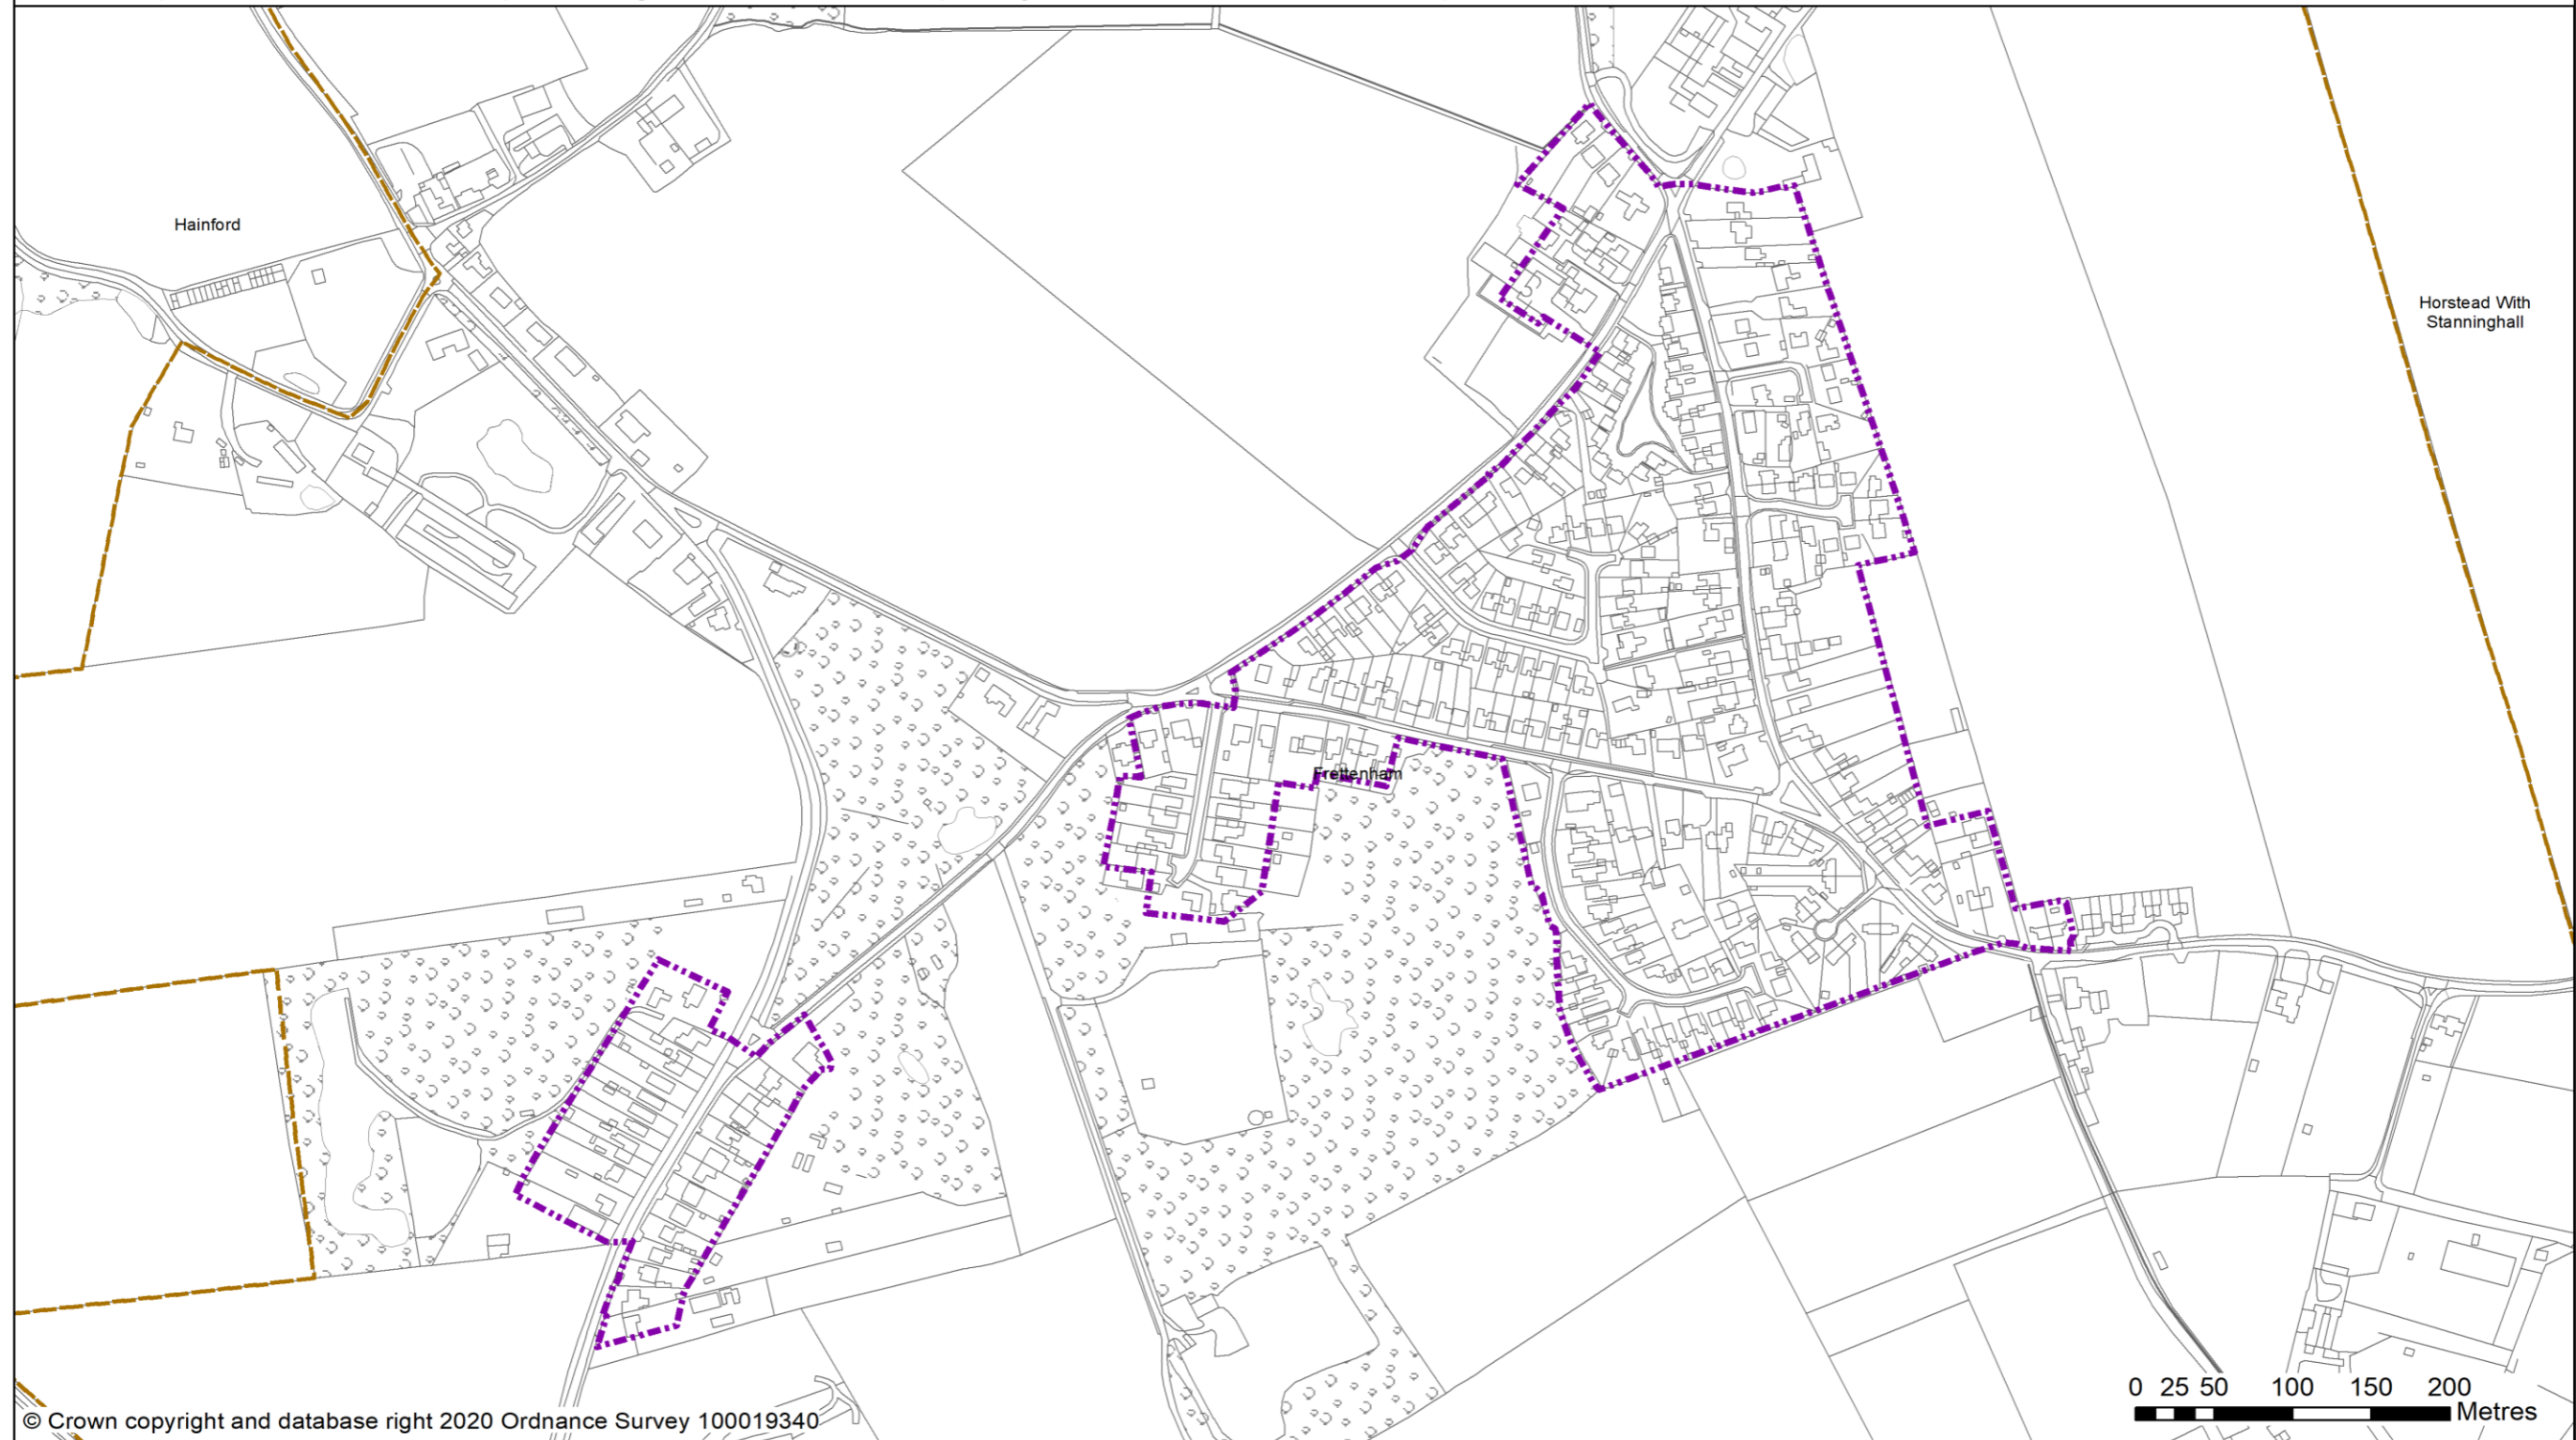 Hainford
Horstead With
Stanninghall
Frettenham
0 25 50 100 150 200
Metres
© Crown copyright and database right 2020 Ordnance Survey 100019340